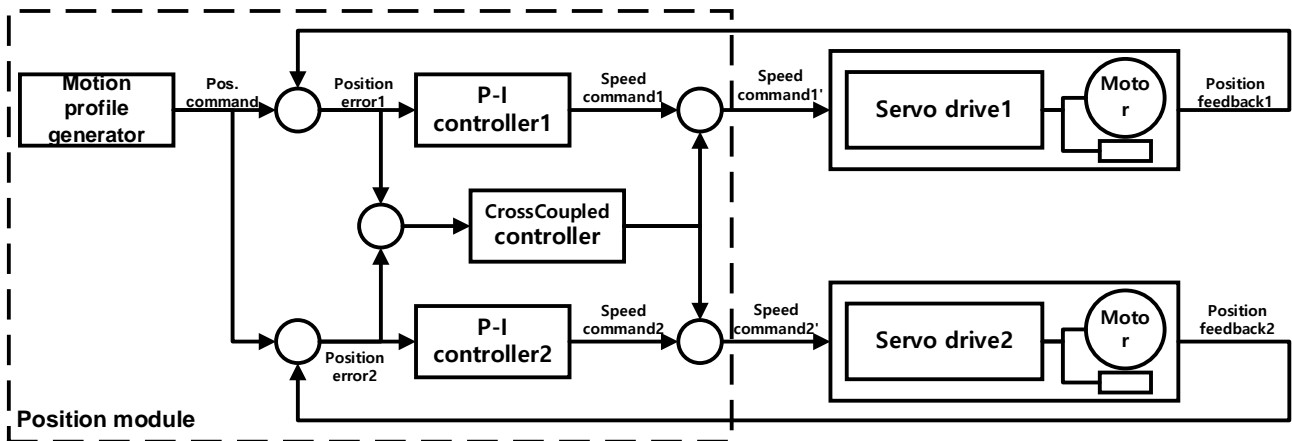 Motion
profile
generator
Pos.
command
Position
error1
P-I
controller1
Speed
command1
Speed
command1'
Servo drive1
Moto
r
Position
feedback1
CrossCoupled
controller
Position
error2
P-I
controller2
Speed
command2
Speed
command2'
Servo drive2
Moto
r
Position
feedback2
Position module